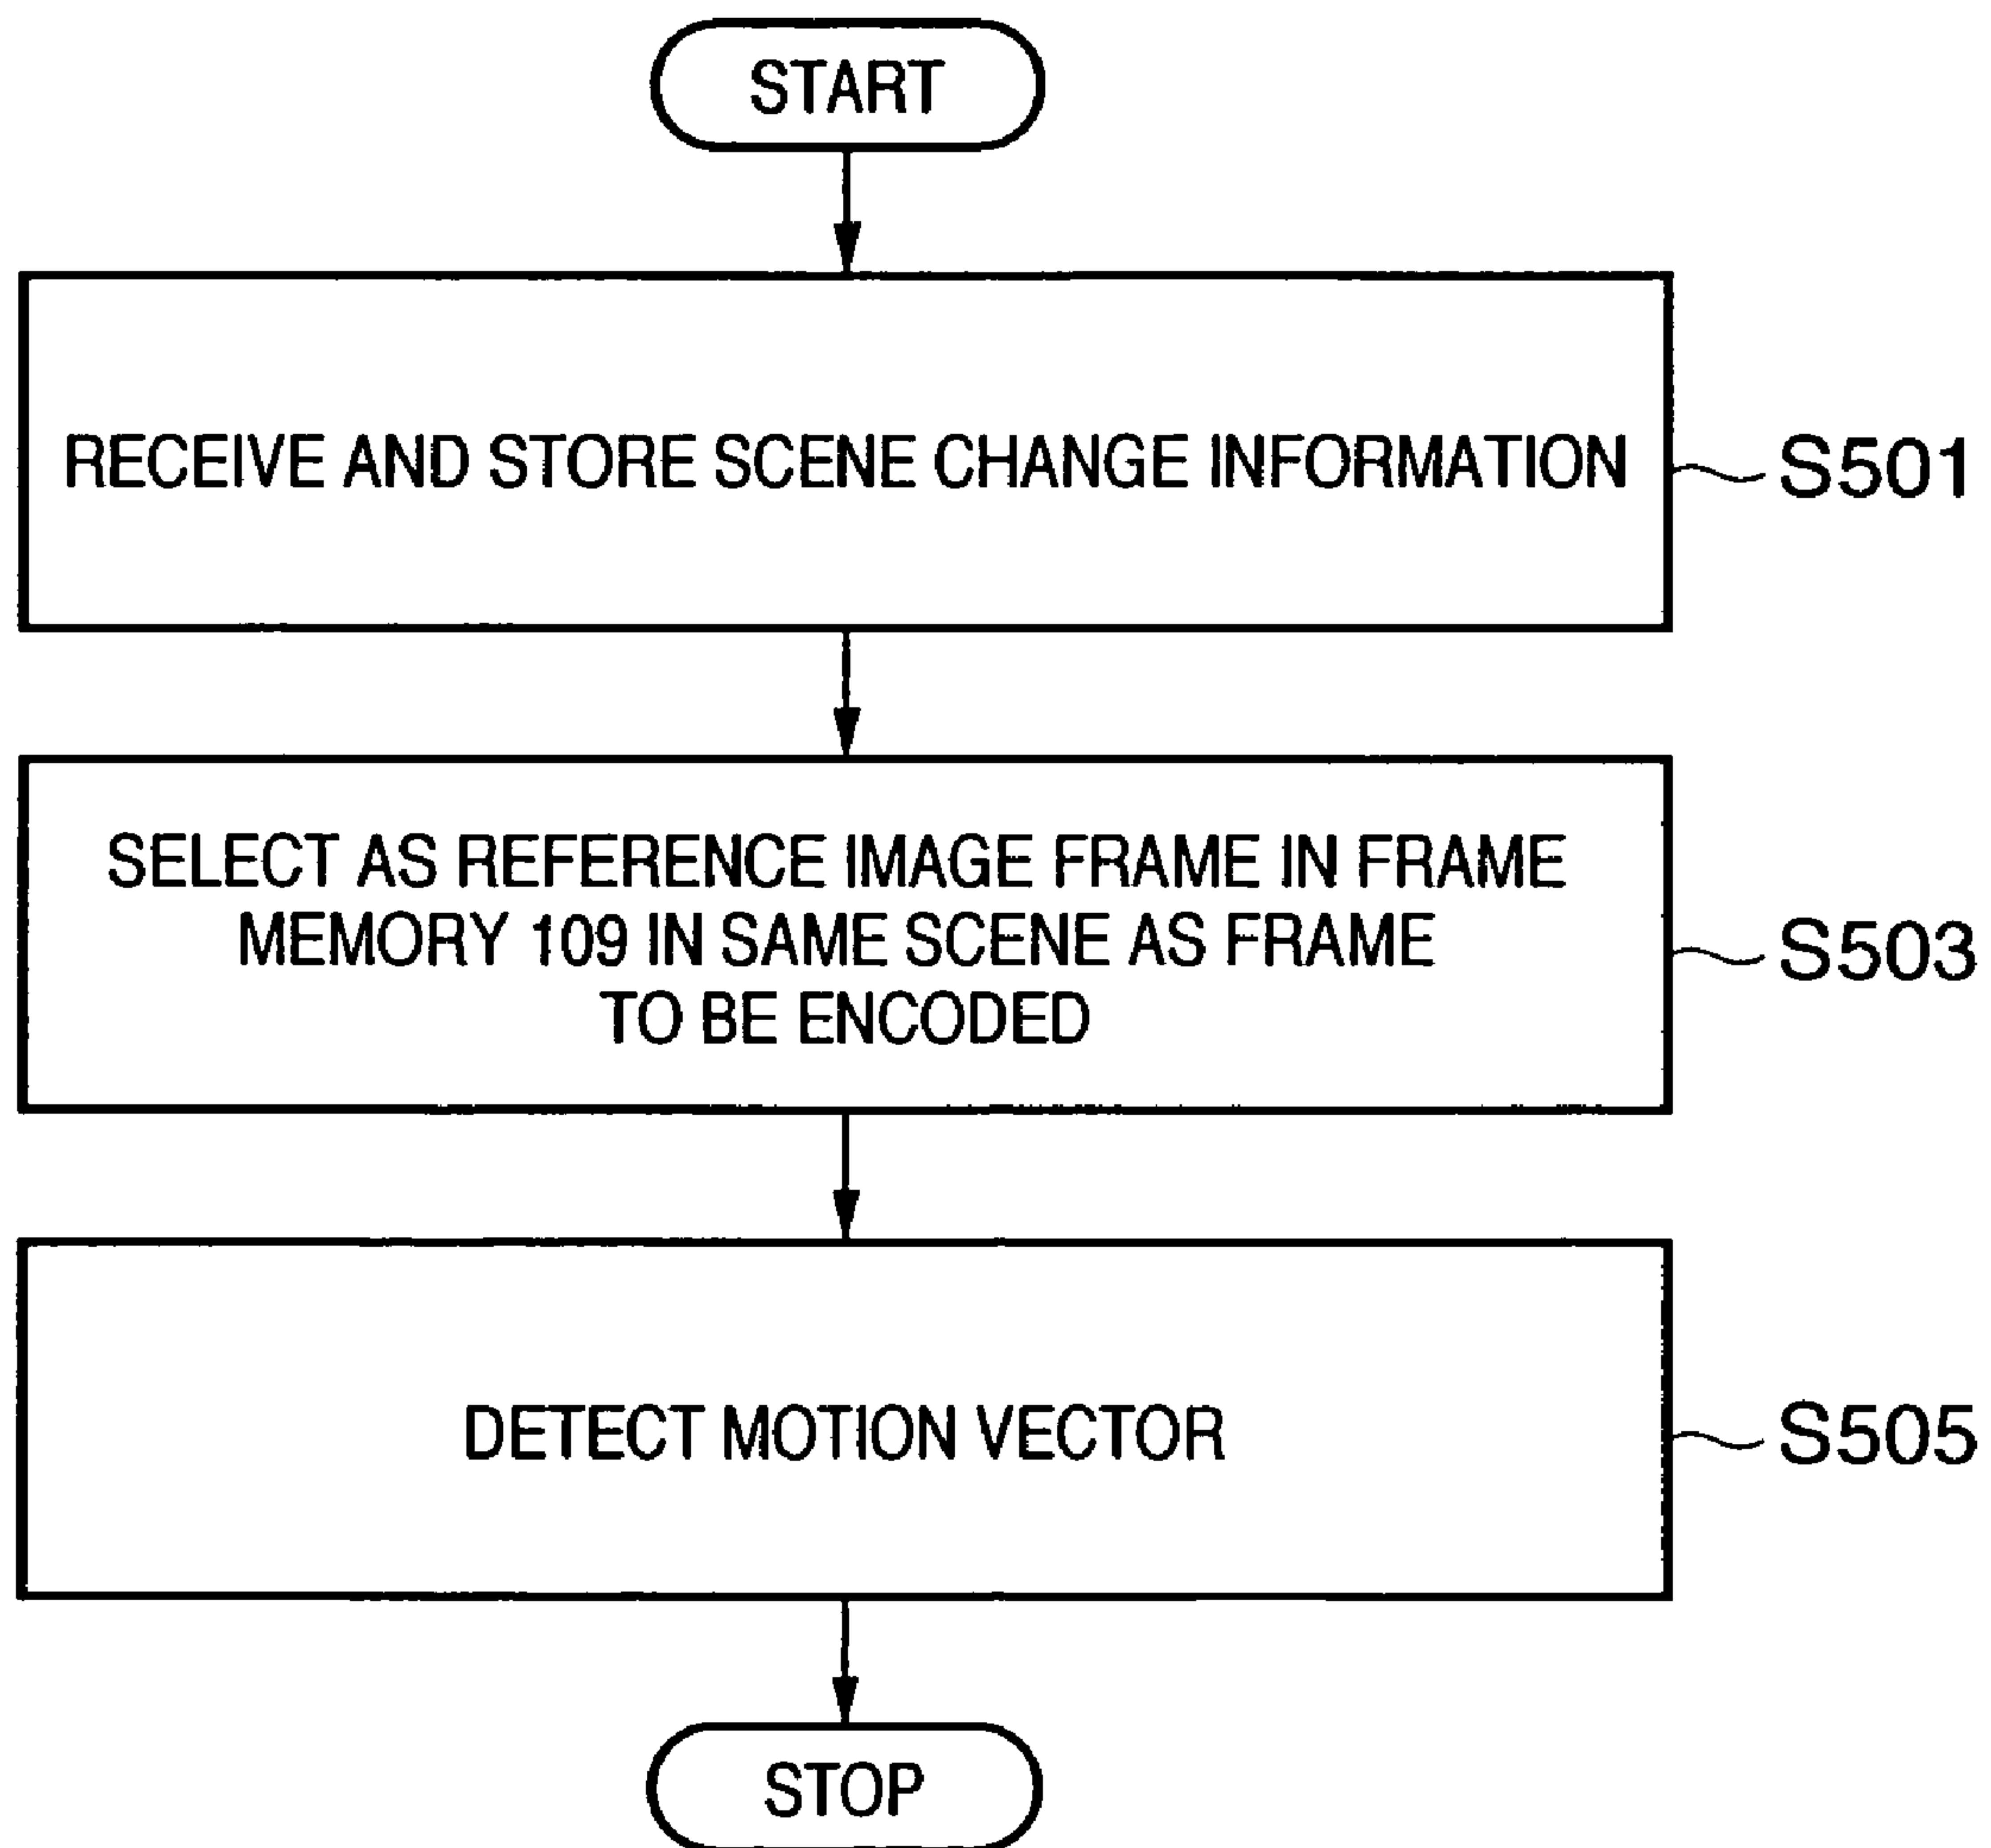 START
RECEIVE AND STORE SCENE CHANGE INFORMATION
S501
SELECT AS REFERENCE IMAGE FRAME IN FRAME
MEMORY 109 IN SAME SCENE AS FRAME
TO BE ENCODED
S503
DETECT MOTION VECTOR
S505
STOP